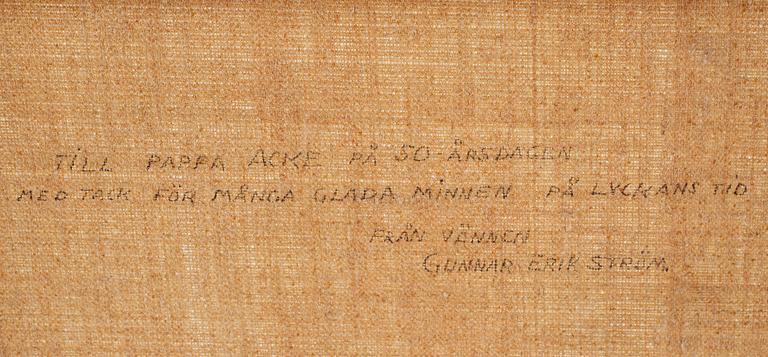 TILL PAPPA ACKE PÅ 50-ÅRSDAGEN
MED TACK FÖR MÅNGA GLADA MINNEN PÅ LYCKANS TID
FRÅN VÄNNEN
GUNNAR ERIK STRÖM.